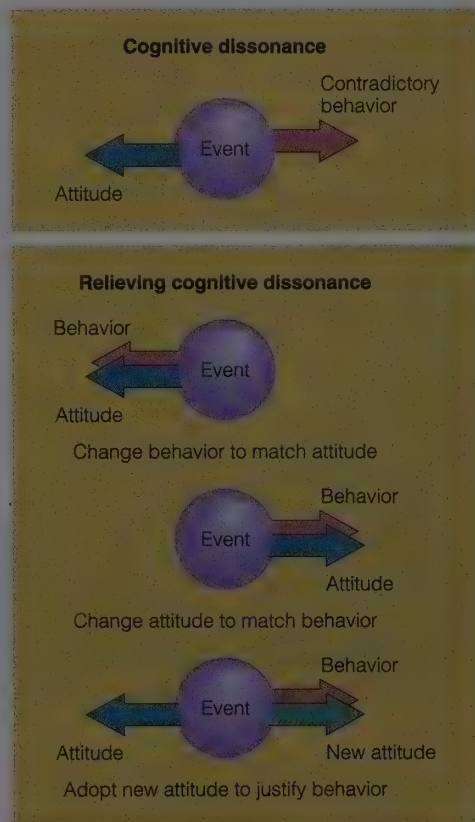 Cognitive dissonance
Contradictory
behavior
Event
Attitude
Relieving cognitive dissonance
Behavior
Event
Attitude
Change behavior to match attitude
Behavior
Event
Attitude
Change attitude to match behavior
Behavior
Event
Attitude
New attitude
Adopt new attitude to justify behavior